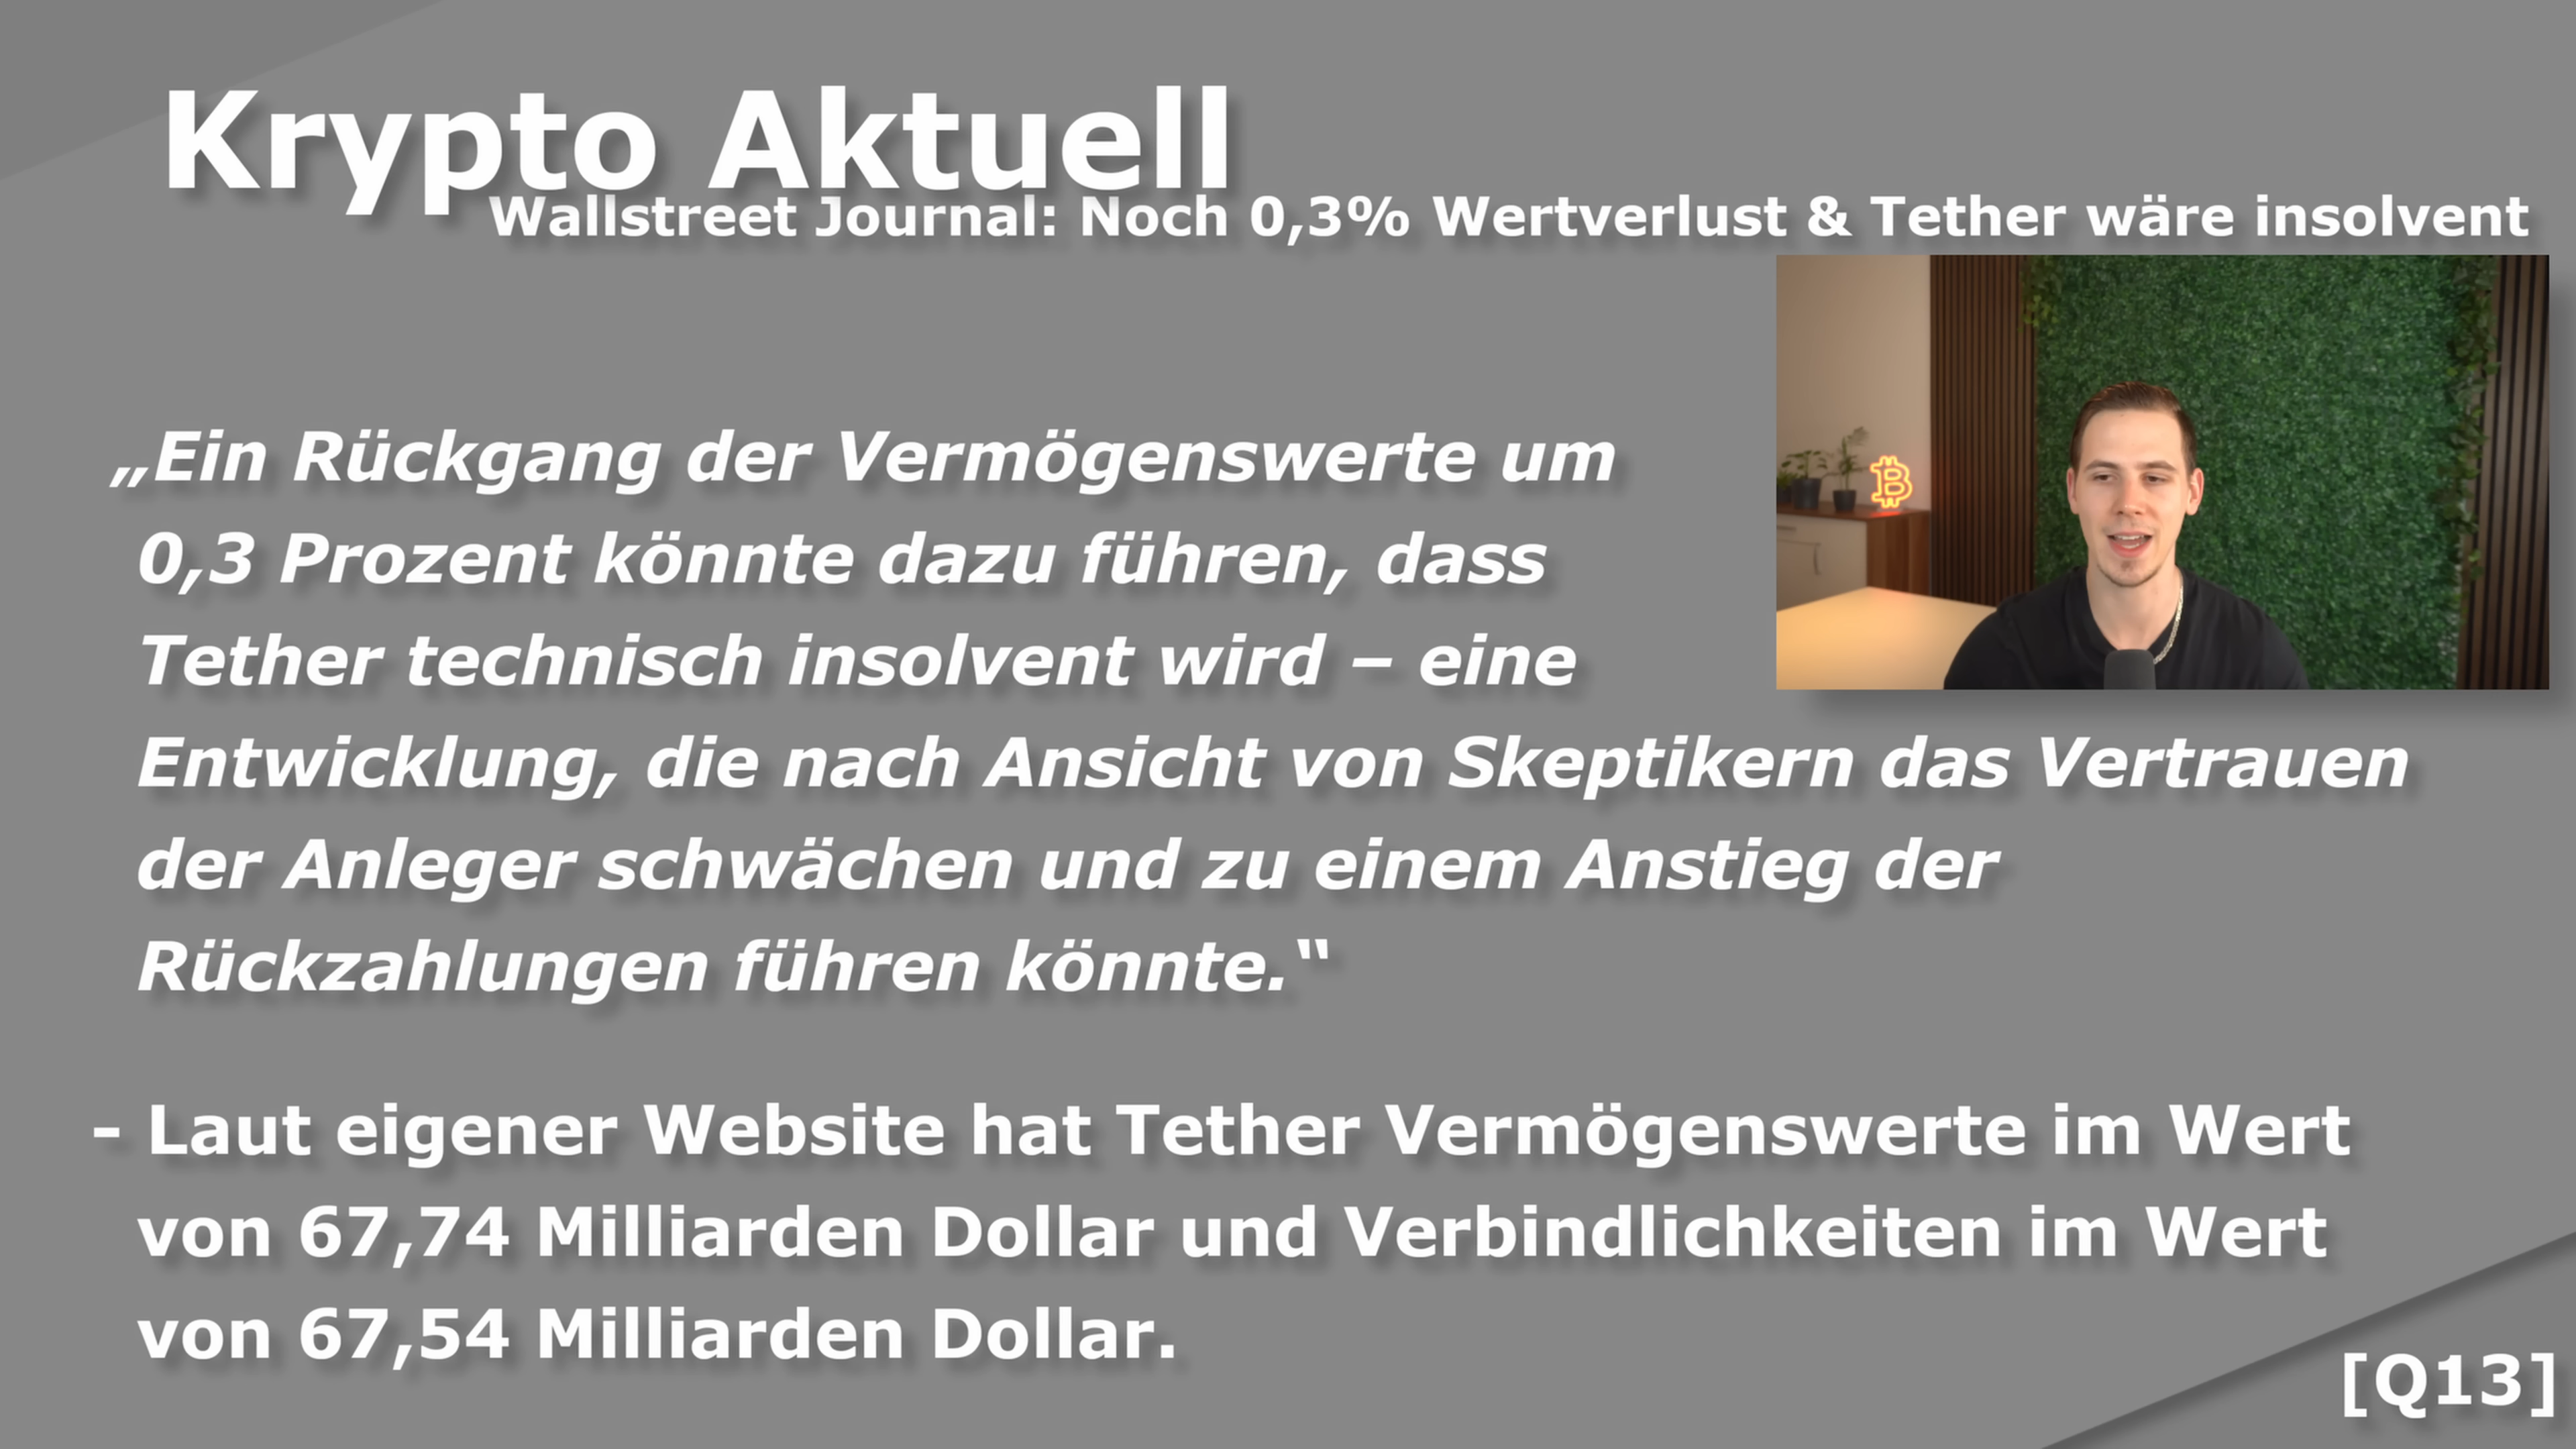 Krypto Aktuell
Wallstreet Journal: Noch 0,3% Wertverlust & Tether wäre insolvent
„Ein Rückgang der Vermögenswerte um
0,3 Prozent könnte dazu führen, dass
Tether technisch insolvent wird – eine
Entwicklung, die nach Ansicht von Skeptikern das Vertrauen
der Anleger schwächen und zu einem Anstieg der
Rückzahlungen führen könnte.“
- Laut eigener Website hat Tether Vermögenswerte im Wert
von 67,74 Milliarden Dollar und Verbindlichkeiten im Wert
von 67,54 Milliarden Dollar.
[Q13]